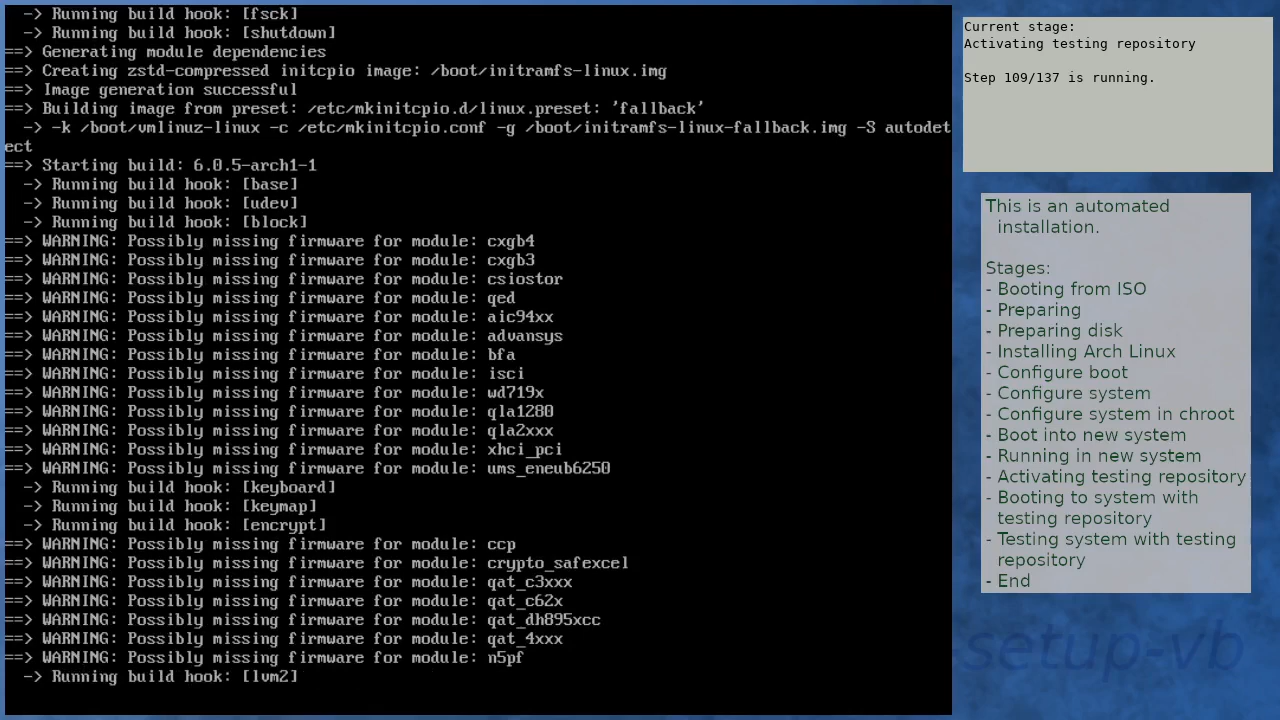 -> Running build hook: [fsck]
-> Running build hook: [shutdown]
==> Generating module dependencies
==> Creating zstd-compressed initcpio image: /boot/initramfs-linux.img
==> Image generation successful
==> Building image from preset: /etc/mkinitcpio.d/linux.preset: 'fallback'
-> -k /boot/vmlinuz-linux -c /etc/mkinitcpio.conf -g /boot/initramfs-linux-fallback.img -S autodet
ect
==> Starting build: 6.0.5-arch1-1
-> Running build hook: [base]
-> Running build hook: [udev]
-> Running build hook: [block]
==> WARNING: Possibly missing firmware for module: cxgb4
==> WARNING: Possibly missing firmware for module: cxgb3
==> WARNING: Possibly missing firmware for module: csiostor
==> WARNING: Possibly missing firmware for module: qed
==> WARNING: Possibly missing firmware for module: aic94xx
==> WARNING: Possibly missing firmware for module: advansys
==> WARNING: Possibly missing firmware for module: bfa
==> WARNING: Possibly missing firmware for module: isci
==> WARNING: Possibly missing firmware for module: wd719x
==> WARNING: Possibly missing firmware for module: qla1280
==> WARNING: Possibly missing firmware for module: qla2xxx
==> WARNING: Possibly missing firmware for module: xhci_pci
==> WARNING: Possibly missing firmware for module: ums_eneub6250
-> Running build hook: [keyboard]
-> Running build hook: [keymap]
-> Running build hook: [encrypt]
==> WARNING: Possibly missing firmware for module: ccp
==> WARNING: Possibly missing firmware for module: crypto_safexcel
==> WARNING: Possibly missing firmware for module: qat_c3xxx
==> WARNING: Possibly missing firmware for module: qat_c62x
==> WARNING: Possibly missing firmware for module: qat_dh895xcc
==> WARNING: Possibly missing firmware for module: qat_4xxx
==> WARNING: Possibly missing firmware for module: n5pf
-> Running build hook: [lvm2]
Current stage:
Activating testing repository
Step 109/137 is running.
This is an automated
installation.
Stages:
- Booting from ISO
- Preparing
- Preparing disk
- Installing Arch Linux
- Configure boot
- Configure system
- Configure system in chroot
- Boot into new system
- Running in new system
- Activating testing repository
- Booting to system with
testing repository
- Testing system with testing
repository
- End
setup-vb